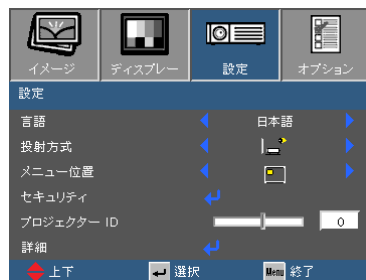 イメージ ディスプレー 設定 オプション
設定
言語 日本語
投射方式
メニュー位置
セキュリティ
プロジェクター ID 0
詳細
上下 選択 Menu 終了